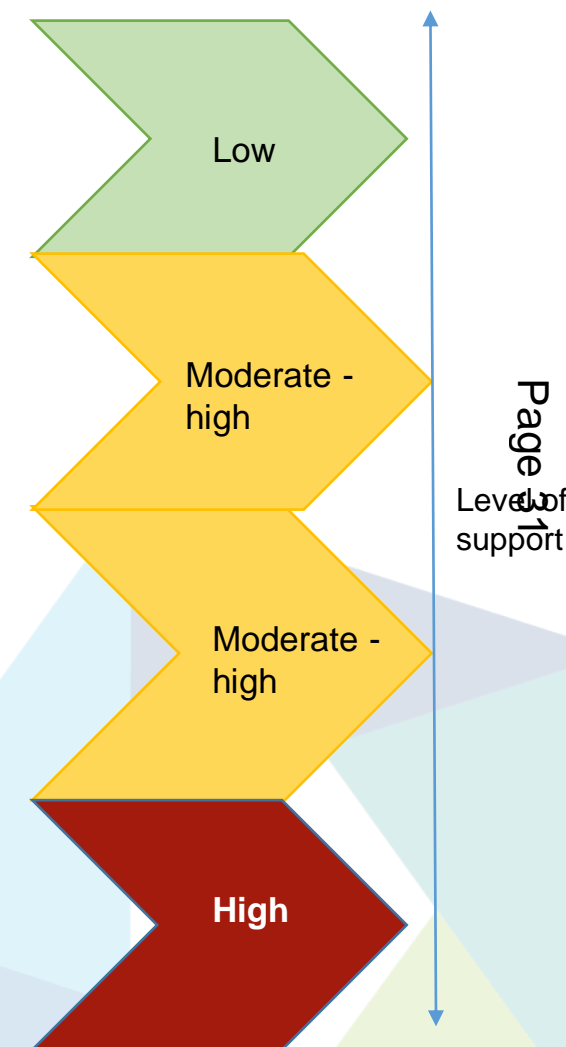 Low
Moderate -
high
Page 31
Level of
support
Moderate -
high
High